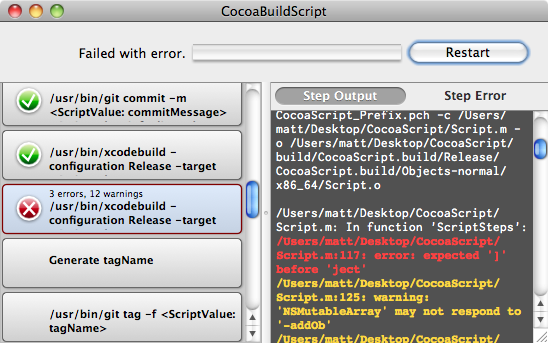 CocoaBuildScript
Failed with error.
Restart
/usr/bin/git commit -m
<ScriptValue: commitMessage>
/usr/bin/xcodebuild -
configuration Release -target
3 errors, 12 warnings
/usr/bin/xcodebuild -
configuration Release -target
Generate tagName
/usr/bin/git tag -f <ScriptValue:
tagName>
Step Output
Step Error
CocoaScript_Prefix.pch -c /Users/
matt/Desktop/CocoaScript/Script.m -
o /Users/matt/Desktop/CocoaScript/
build/CocoaScript.build/Release/
CocoaScript.build/Objects-normal/
x86_64/Script.o
/Users/matt/Desktop/CocoaScript/
Script.m: In function 'ScriptSteps':
/Users/matt/Desktop/CocoaScript/
Script.m:117: error: expected ']'
before 'ject'
/Users/matt/Desktop/CocoaScript/
Script.m:125: warning:
'NSMutableArray' may not respond to
'-addOb'
/Users/matt/Desktop/CocoaScript/